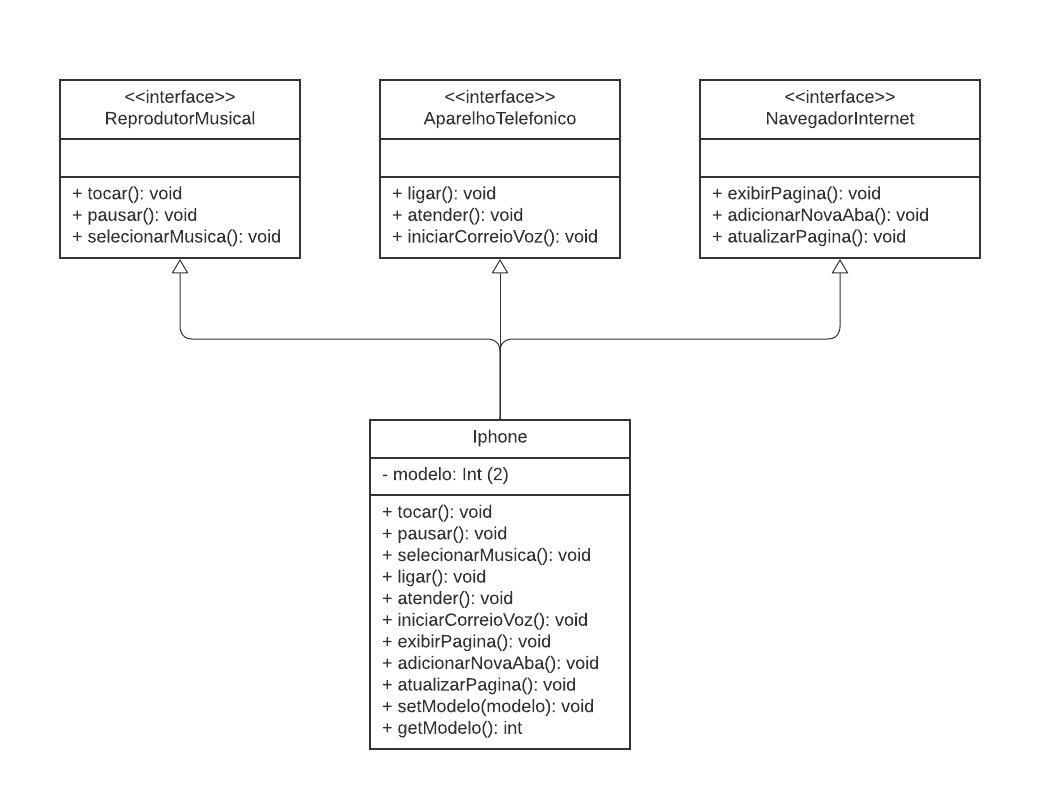 <<interface>>
ReprodutorMusical
+ tocar(): void
+ pausar(): void
+ selecionarMusica(): void
<<interface>>
AparelhoTelefonico
+ ligar(): void
+ atender(): void
+ iniciarCorreioVoz(): void
<<interface>>
NavegadorInternet
+ exibirPagina(): void
+ adicionarNovaAba(): void
+ atualizarPagina(): void
Iphone
- modelo: Int (2)
+ tocar(): void
+ pausar(): void
+ selecionarMusica(): void
+ ligar(): void
+ atender(): void
+ iniciarCorreioVoz(): void
+ exibirPagina(): void
+ adicionarNovaAba(): void
+ atualizarPagina(): void
+ setModelo(modelo): void
+ getModelo(): int